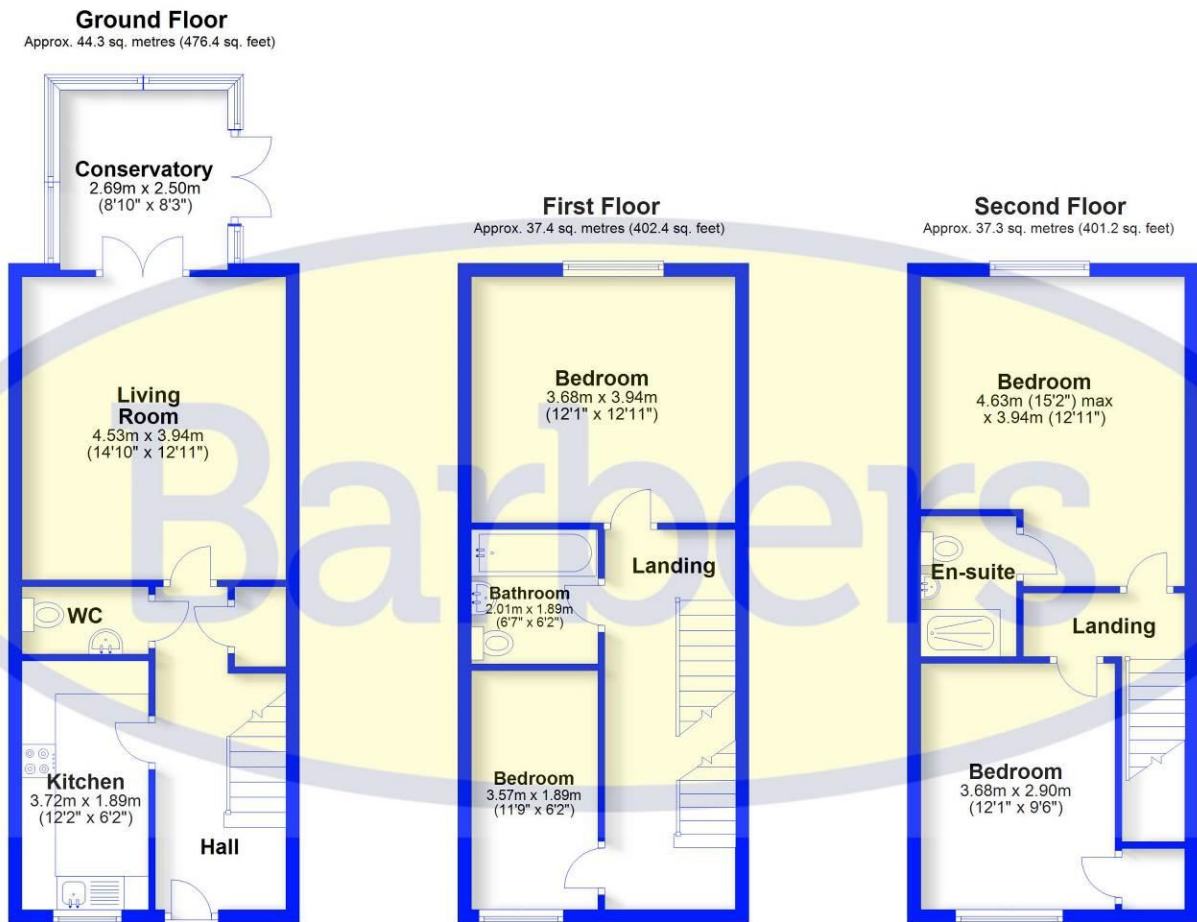 Ground Floor
Approx. 44.3 sq. metres (476.4 sq. feet)
Conservatory
2.69m x 2.50m
(8'10" x 8'3")
Living
Room
4.53m x 3.94m
(14'10" x 12'11")
WC
Kitchen
3.72m x 1.89m
(12'2" x 6'2")
Hall
First Floor
Approx. 37.4 sq. metres (402.4 sq. feet)
Bedroom
3.68m x 3.94m
(12'1" x 12'11")
Landing
Bathroom
2.01m x 1.89m
(6'7" x 6'2")
Bedroom
3.57m x 1.89m
(11'9" x 6'2")
Second Floor
Approx. 37.3 sq. metres (401.2 sq. feet)
Bedroom
4.63m (15'2") max
x 3.94m (12'11")
En-suite
Landing
Bedroom
3.68m x 2.90m
(12'1" x 9'6")
Barbers